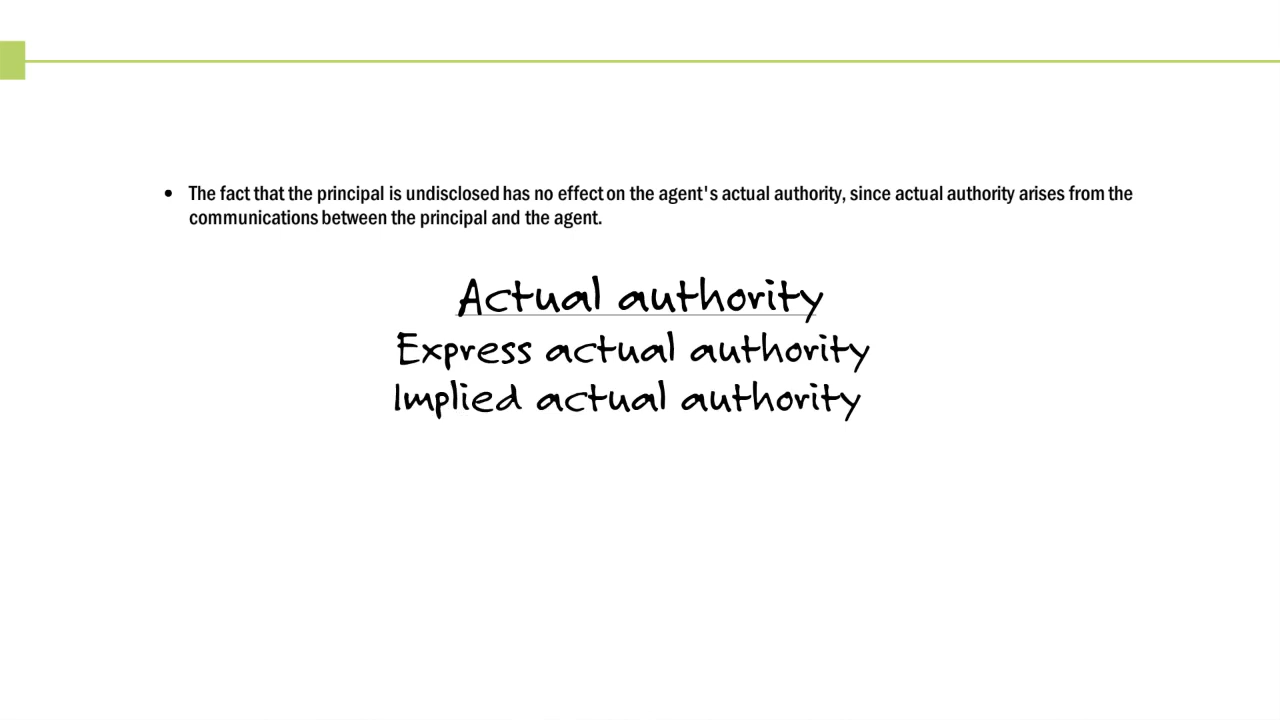 • The fact that the principal is undisclosed has no effect on the agent's actual authority, since actual authority arises from the
communications between the principal and the agent.
Actual authority
Express actual authority
Implied actual authority